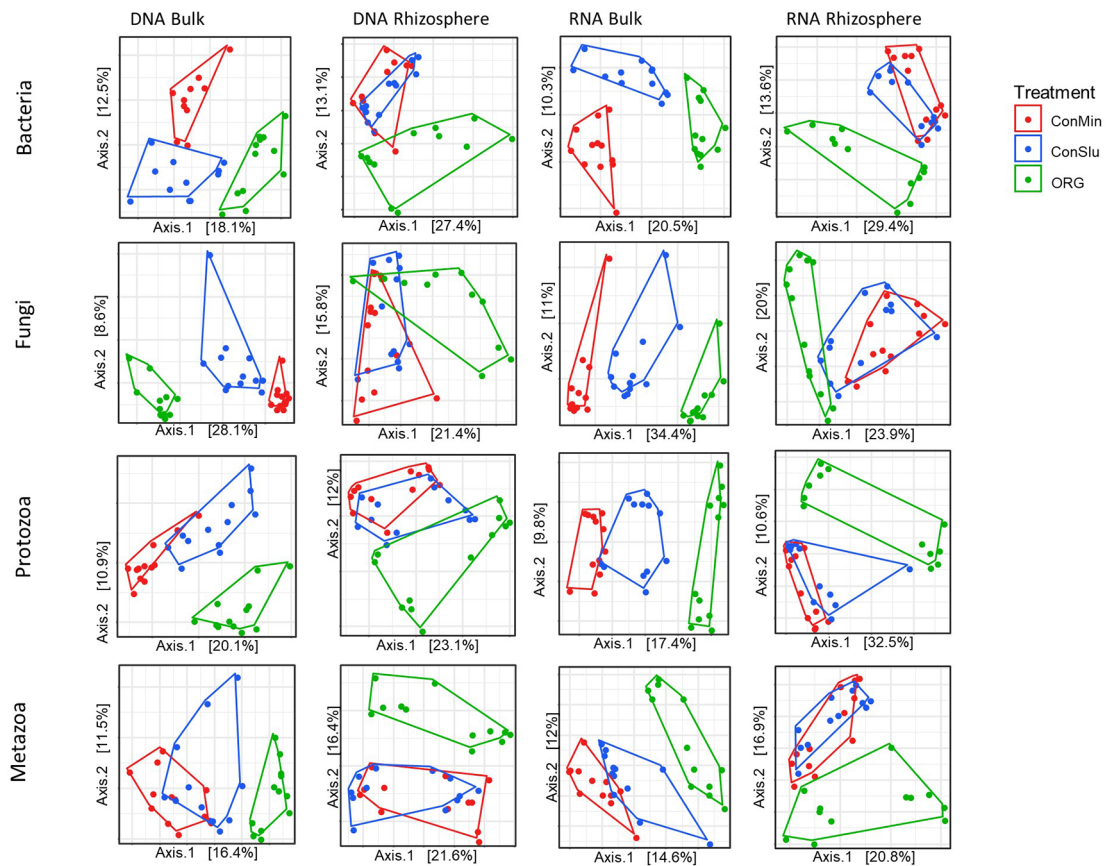 DNA Bulk DNA Rhizosphere RNA Bulk RNA Rhizosphere
Bacteria
Axis.2 [12.5%] Axis.2 [13.1%] Axis.2 [10.3%] Axis.2 [13.6%]
Axis.1 [18.1%] Axis.1 [27.4%] Axis.1 [20.5%] Axis.1 [29.4%]
Treatment
ConMin
ConSlu
ORG
Fungi
Axis.2 [8.6%] Axis.2 [15.8%] Axis.2 [11%] Axis.2 [20%]
Axis.1 [28.1%] Axis.1 [21.4%] Axis.1 [34.4%] Axis.1 [23.9%]
Protozoa
Axis.2 [10.9%] Axis.2 [12%] Axis.2 [9.8%] Axis.2 [10.6%]
Axis.1 [20.1%] Axis.1 [23.1%] Axis.1 [17.4%] Axis.1 [32.5%]
Metazoa
Axis.2 [11.5%] Axis.2 [16.4%] Axis.2 [12%] Axis.2 [16.9%]
Axis.1 [16.4%] Axis.1 [21.6%] Axis.1 [14.6%] Axis.1 [20.8%]